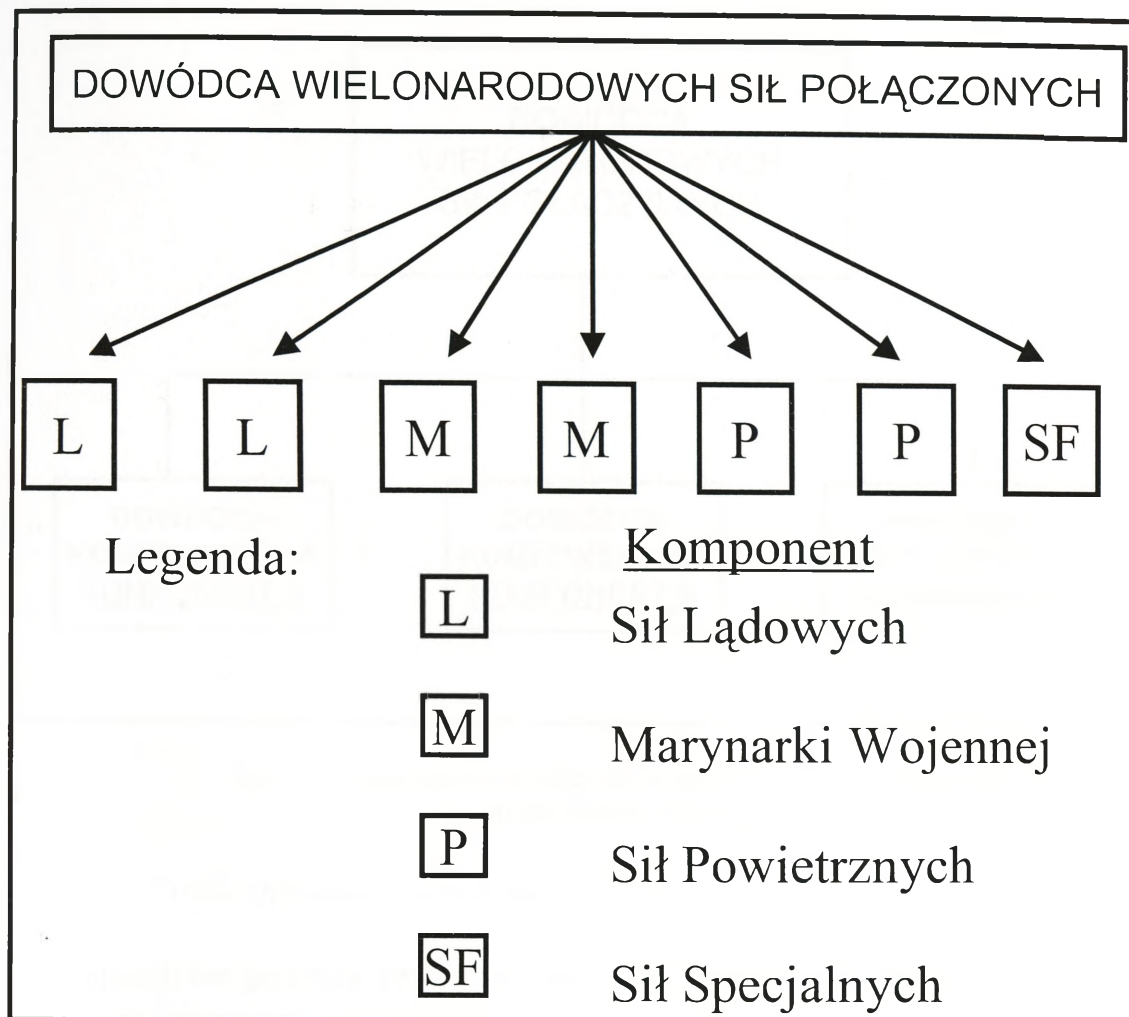 DOWÓDCA WIELONARODOWYCH SIŁ POŁĄCZONYCH
L L M M P P SF
Legenda: Komponent
L Sił Lądowych
M Marynarki Wojennej
P Sił Powietrznych
SF Sił Specjalnych